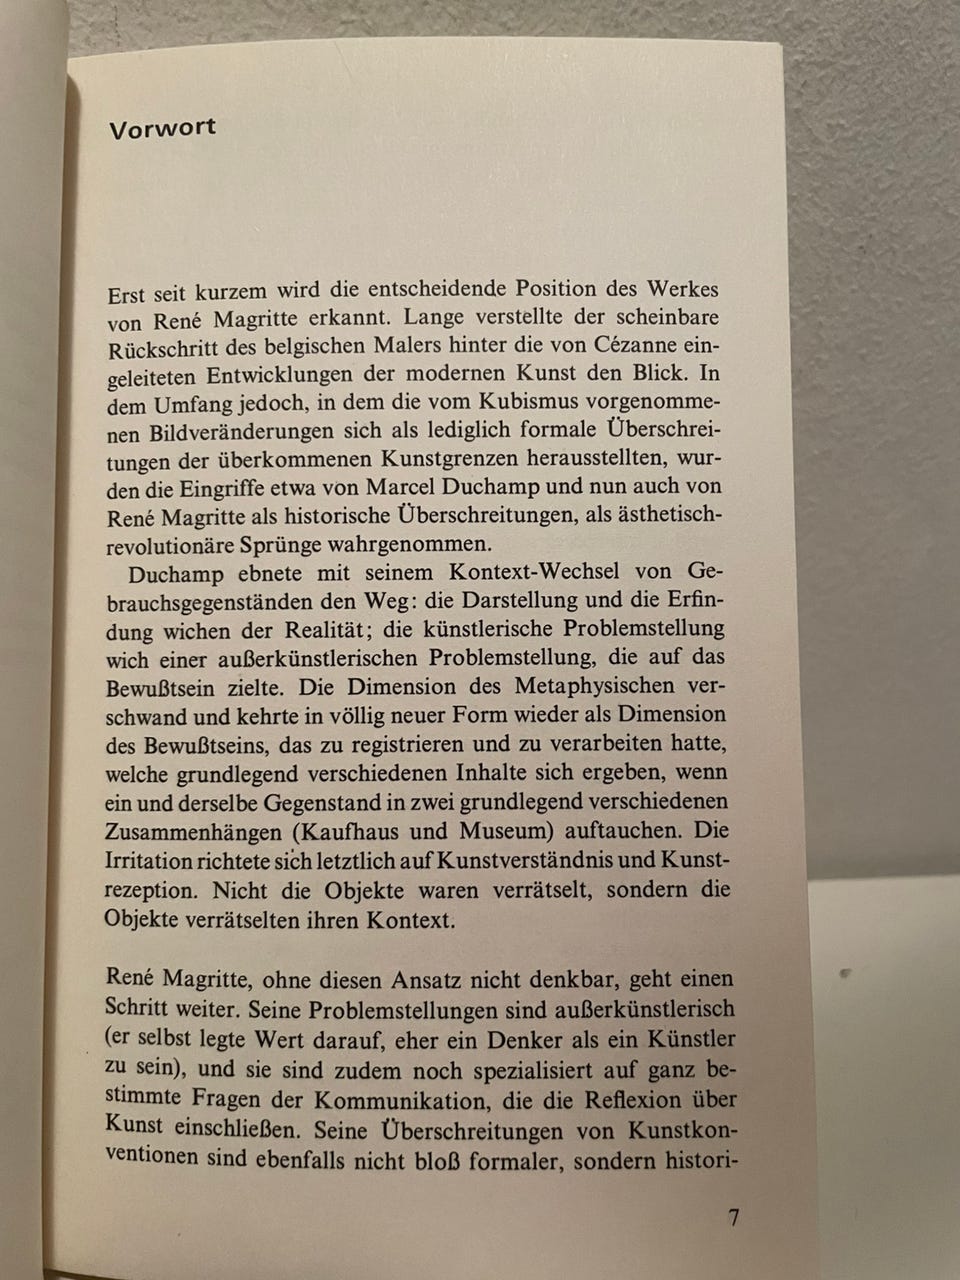 Vorwort
Erst seit kurzem wird die entscheidende Position des Werkes
von René Magritte erkannt. Lange verstellte der scheinbare
Rückschritt des belgischen Malers hinter die von Cézanne ein-
geleiteten Entwicklungen der modernen Kunst den Blick. In
dem Umfang jedoch, in dem die vom Kubismus vorgenomme-
nen Bildveränderungen sich als lediglich formale Überschrei-
tungen der überkommenen Kunstgrenzen herausstellten, wur-
den die Eingriffe etwa von Marcel Duchamp und nun auch von
René Magritte als historische Überschreitungen, als ästhetisch-
revolutionäre Sprünge wahrgenommen.
Duchamp ebnete mit seinem Kontext-Wechsel von Ge-
brauchsgegenständen den Weg: die Darstellung und die Erfin-
dung wichen der Realität; die künstlerische Problemstellung
wich einer außerkünstlerischen Problemstellung, die auf das
Bewußtsein zielte. Die Dimension des Metaphysischen ver-
schwand und kehrte in völlig neuer Form wieder als Dimension
des Bewußtseins, das zu registrieren und zu verarbeiten hatte,
welche grundlegend verschiedenen Inhalte sich ergeben, wenn
ein und derselbe Gegenstand in zwei grundlegend verschiedenen
Zusammenhängen (Kaufhaus und Museum) auftauchen. Die
Irritation richtete sich letztlich auf Kunstverständnis und Kunst-
rezeption. Nicht die Objekte waren verrätselt, sondern die
Objekte verrätselten ihren Kontext.
René Magritte, ohne diesen Ansatz nicht denkbar, geht einen
Schritt weiter. Seine Problemstellungen sind außerkünstlerisch
(er selbst legte Wert darauf, eher ein Denker als ein Künstler
zu sein), und sie sind zudem noch spezialisiert auf ganz be-
stimmte Fragen der Kommunikation, die die Reflexion über
Kunst einschließen. Seine Überschreitungen von Kunstkon-
ventionen sind ebenfalls nicht bloß formaler, sondern histori-
7